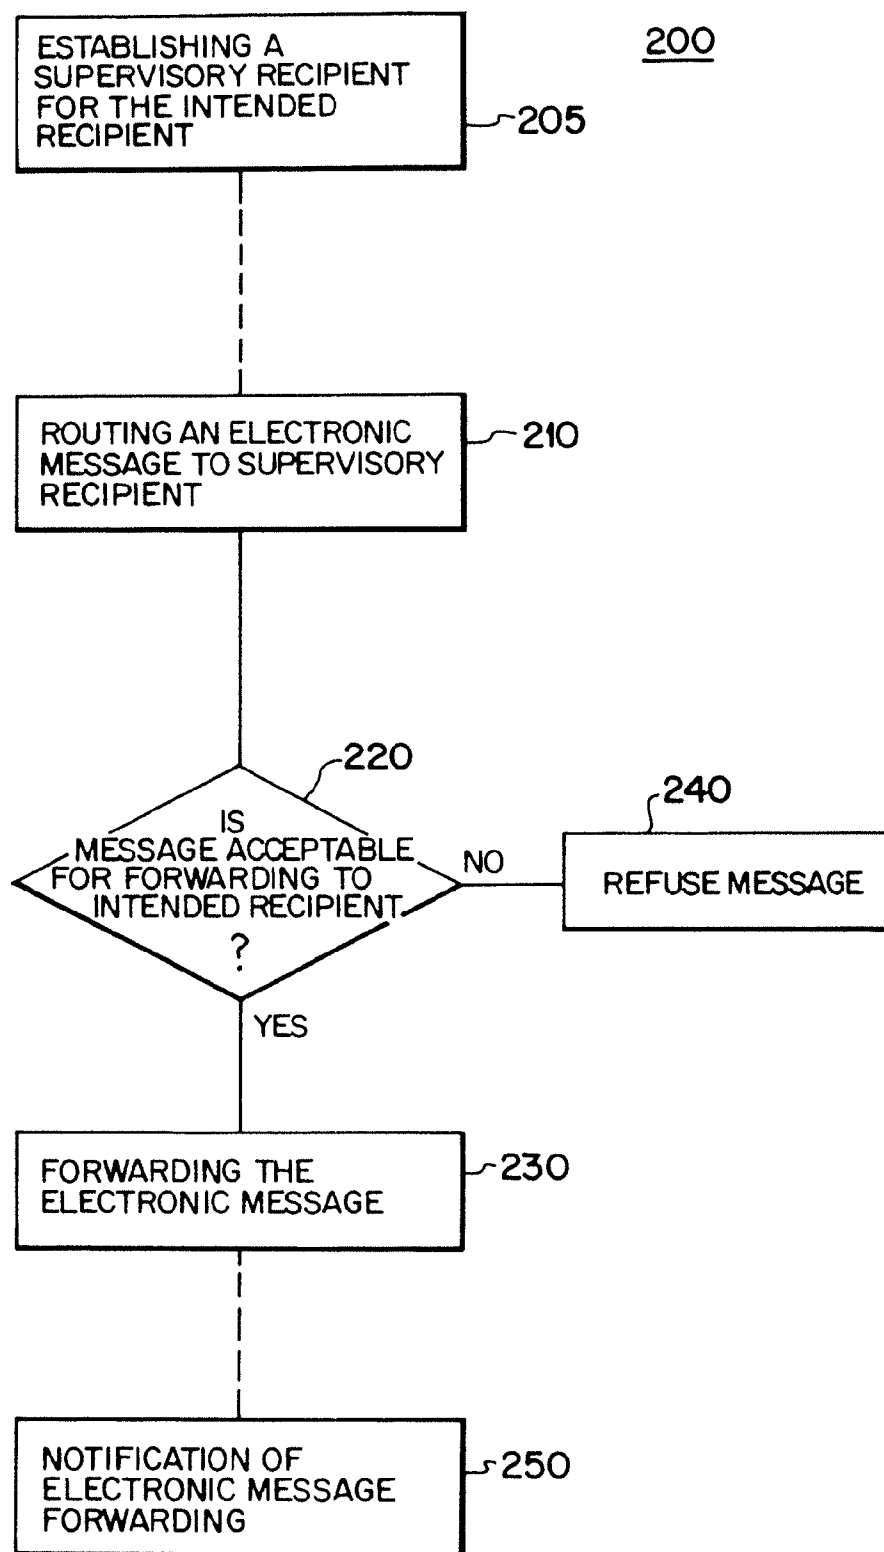 200
ESTABLISHING A
SUPERVISORY RECIPIENT
FOR THE INTENDED
RECIPIENT
205
ROUTING AN ELECTRONIC
MESSAGE TO SUPERVISORY
RECIPIENT
210
220
IS
MESSAGE ACCEPTABLE
FOR FORWARDING TO
INTENDED RECIPIENT
?
NO
240
REFUSE MESSAGE
YES
FORWARDING THE
ELECTRONIC MESSAGE
230
NOTIFICATION OF
ELECTRONIC MESSAGE
FORWARDING
250